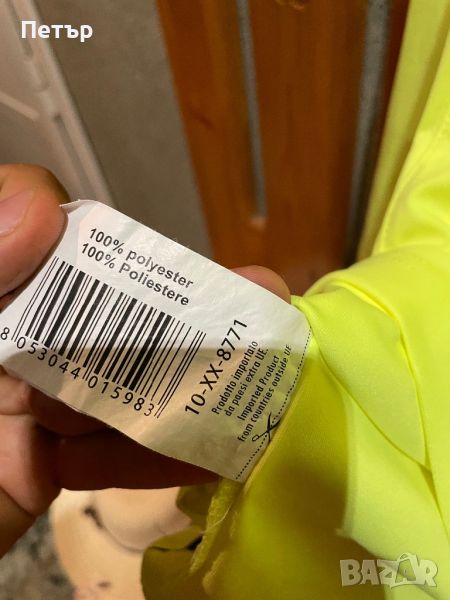 Петър
100% polyester
100% Poliestere
8 053044 015983
10-XX-8771
Prodotto importato
da paesi extra UE
Imported Product
from countries outside UE
BAZAR